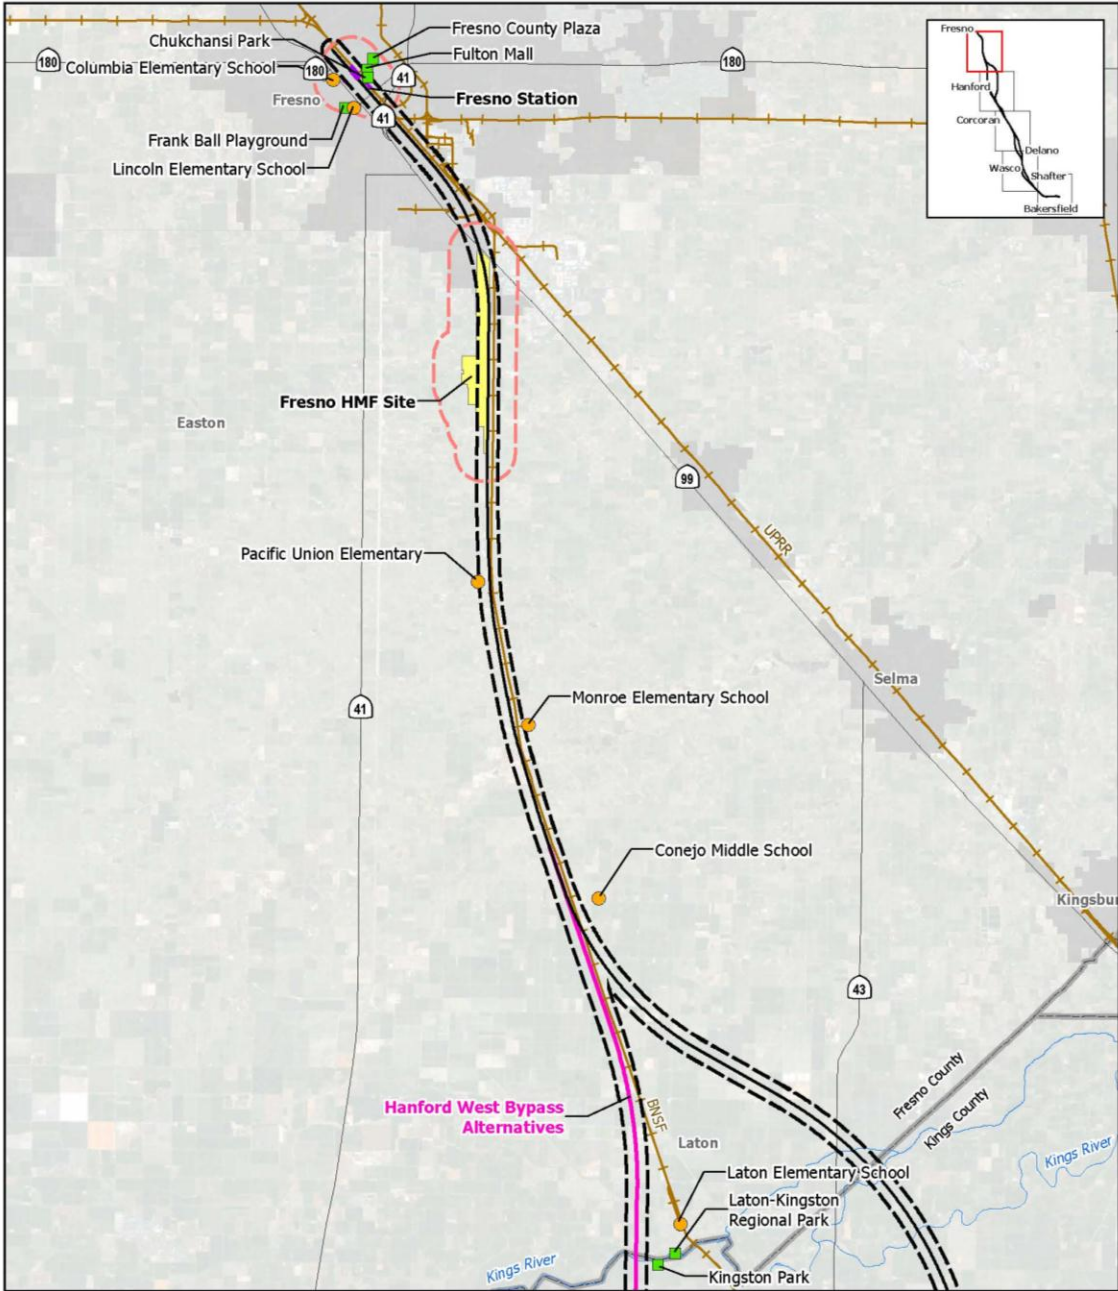 Fresno County Plaza
Chukchansi Park
Fulton Mall
180
180
Columbia Elementary School
180
41
Fresno
Fresno Station
41
Frank Ball Playground
Lincoln Elementary School
Fresno
Hanford
Corcoran
Delano
Wasco
Shafter
Bakersfield
Fresno HMF Site
Easton
99
UPRR
Pacific Union Elementary
Selma
Monroe Elementary School
41
Conejo Middle School
Kingsbur
43
Fresno County
Kings County
Hanford West Bypass
Alternatives
BNSF
Laton
Kings River
Laton Elementary School
Laton-Kingston
Regional Park
Kings River
Kingston Park